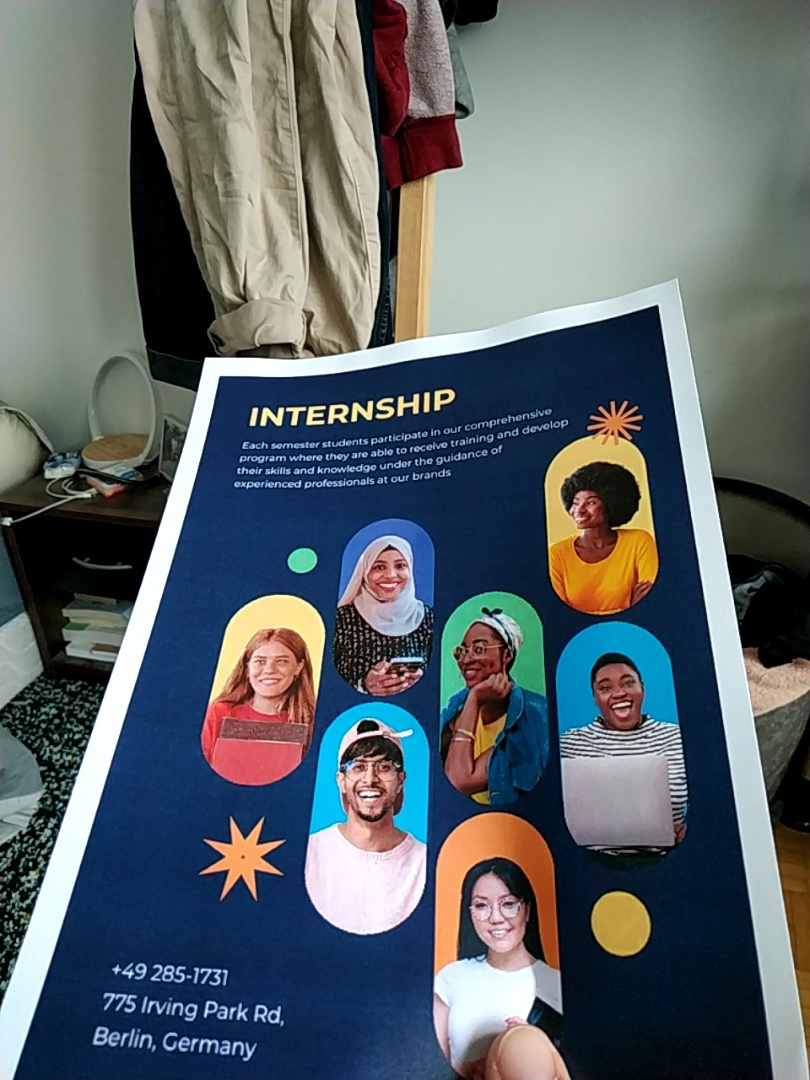 INTERNSHIP
Each semester students participate in our comprehensive
program where they are able to receive training and develop
their skills and knowledge under the guidance of
experienced professionals at our brands
+49 285-1731
775 Irving Park Rd,
Berlin, Germany